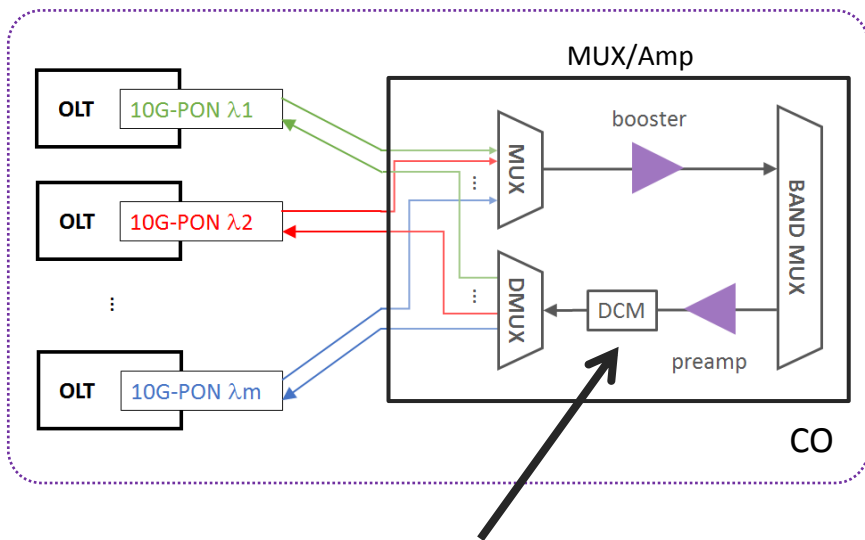 MUX/Amp
OLT
10G-PON λ1
booster
MUX
...
OLT
10G-PON λ2
BAND MUX
...
DMUX
...
DCM
preamp
OLT
10G-PON λm
CO